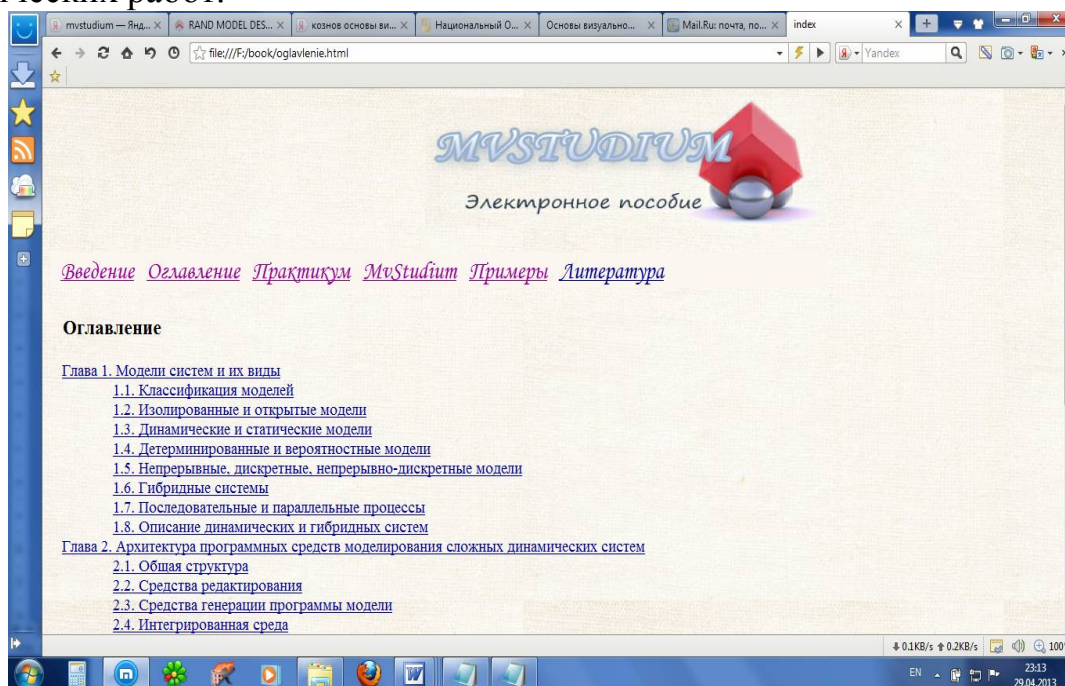 ических работ.
mvstudium — Янд... RAND MODEL DES... кознов основы ви... Национальный О... Основы визуально... Mail.Ru: почта, по... index
file:///F:/book/oglavlenie.html Yandex
MVSTUDIUM
Электронное пособие
Введение Оглавление Практикум MvStudium Примеры Литература
Оглавление
Глава 1. Модели систем и их виды
1.1. Классификация моделей
1.2. Изолированные и открытые модели
1.3. Динамические и статические модели
1.4. Детерминированные и вероятностные модели
1.5. Непрерывные, дискретные, непрерывно-дискретные модели
1.6. Гибридные системы
1.7. Последовательные и параллельные процессы
1.8. Описание динамических и гибридных систем
Глава 2. Архитектура программных средств моделирования сложных динамических систем
2.1. Общая структура
2.2. Средства редактирования
2.3. Средства генерации программы модели
2.4. Интегрированная среда
0.1KB/s 0.2KB/s 100%
EN 23:13
29.04.2013